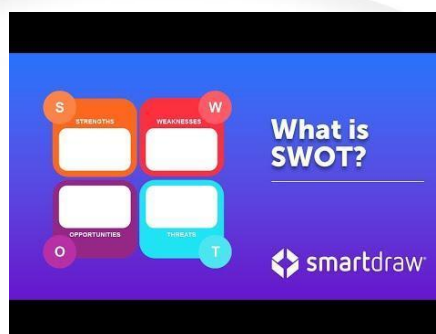 S
W
STRENGTHS
WEAKNESSES
What is
SWOT?
OPPORTUNITIES
THREATS
O
T
smartdraw